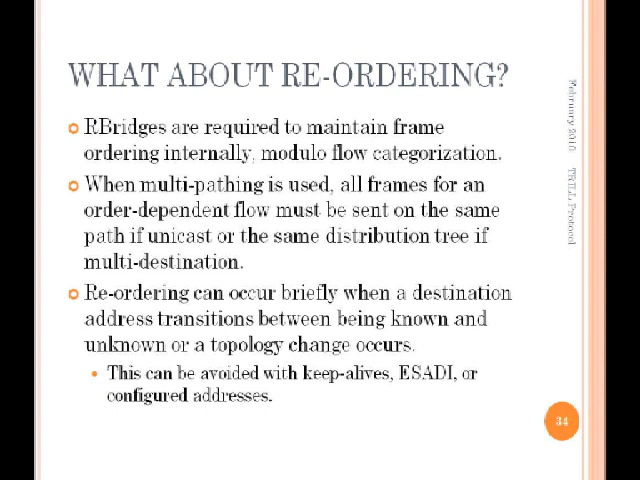 WHAT ABOUT RE-ORDERING?
RBridges are required to maintain frame
ordering internally, modulo flow categorization.
When multi-pathing is used, all frames for an
order-dependent flow must be sent on the same
path if unicast or the same distribution tree if
multi-destination.
Re-ordering can occur briefly when a destination
address transitions between being known and
unknown or a topology change occurs.
This can be avoided with keep-alives, ESADI, or
configured addresses.
February 2010 TRILL Protocol
34